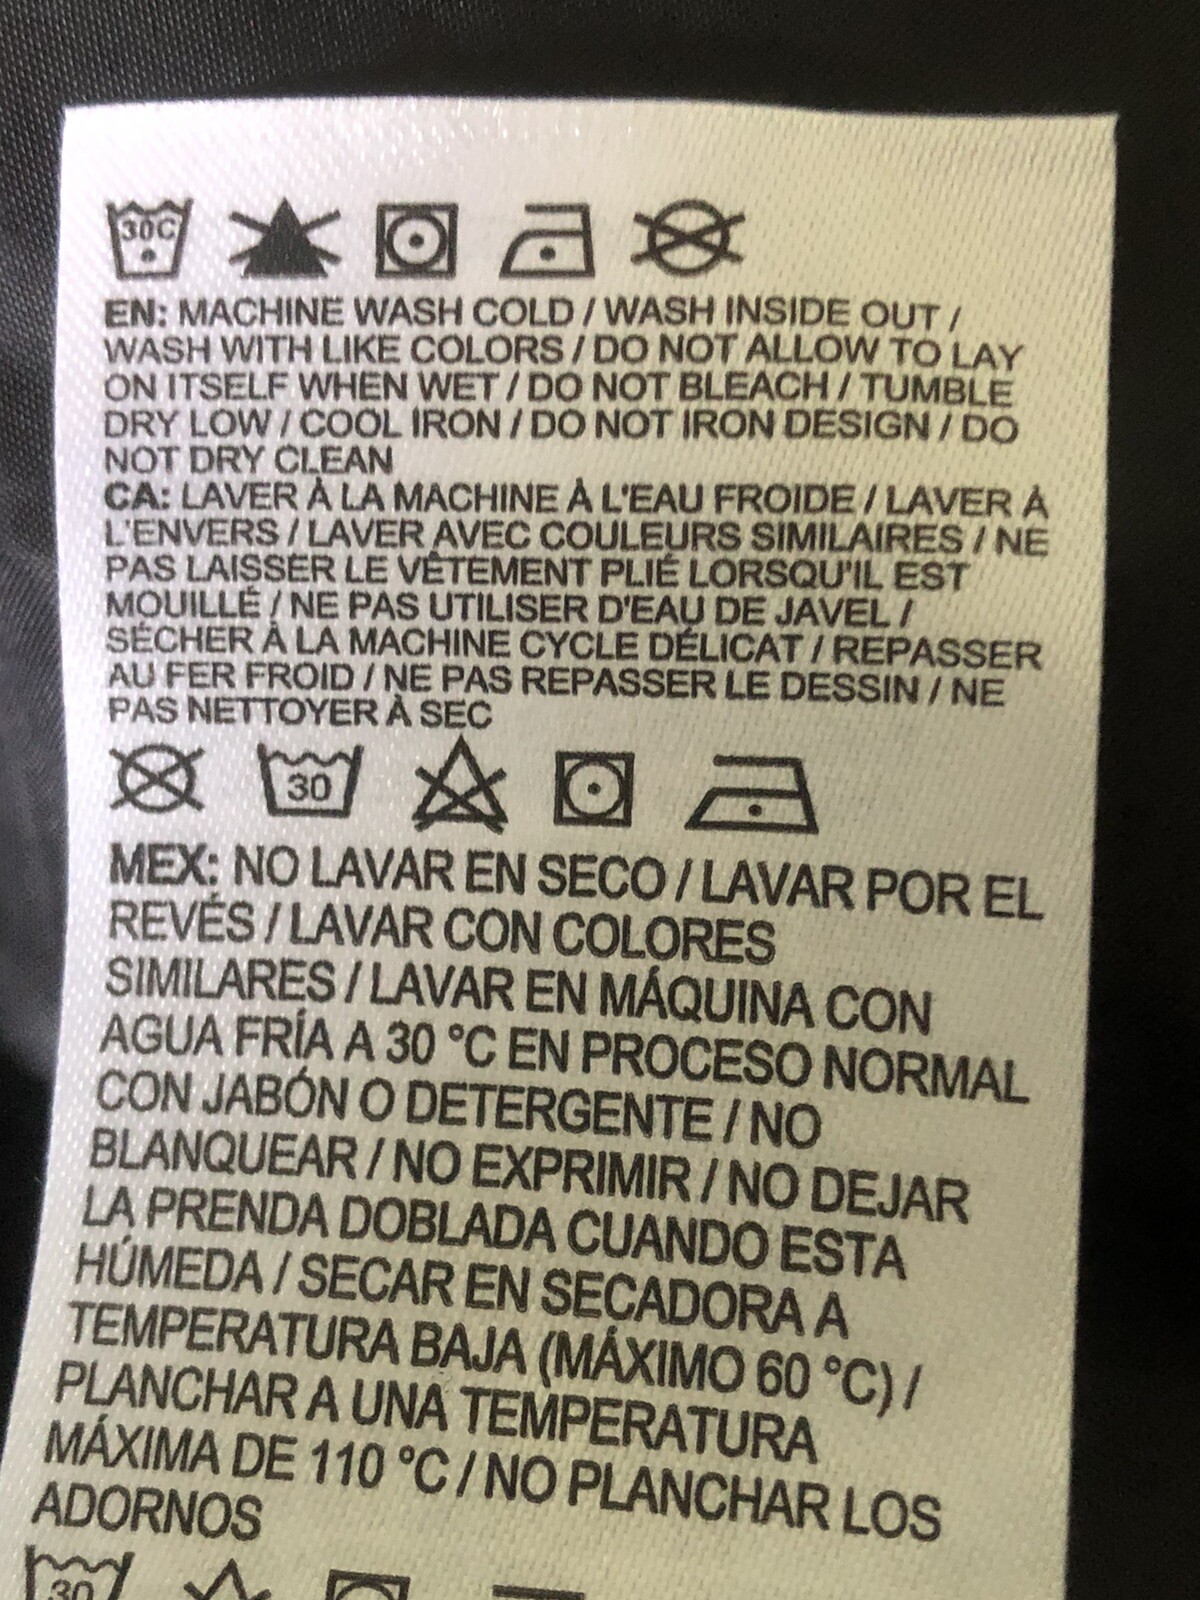 30C
EN: MACHINE WASH COLD / WASH INSIDE OUT /
WASH WITH LIKE COLORS / DO NOT ALLOW TO LAY
ON ITSELF WHEN WET / DO NOT BLEACH / TUMBLE
DRY LOW / COOL IRON / DO NOT IRON DESIGN / DO
NOT DRY CLEAN
CA: LAVER À LA MACHINE À L'EAU FROIDE / LAVER À
L'ENVERS / LAVER AVEC COULEURS SIMILAIRES / NE
PAS LAISSER LE VÊTEMENT PLIÉ LORSQU'IL EST
MOUILLÉ / NE PAS UTILISER D'EAU DE JAVEL /
SÉCHER À LA MACHINE CYCLE DÉLICAT / REPASSER
AU FER FROID / NE PAS REPASSER LE DESSIN / NE
PAS NETTOYER À SEC
30
MEX: NO LAVAR EN SECO / LAVAR POR EL
REVÉS / LAVAR CON COLORES
SIMILARES / LAVAR EN MÁQUINA CON
AGUA FRÍA A 30 °C EN PROCESO NORMAL
CON JABÓN O DETERGENTE / NO
BLANQUEAR / NO EXPRIMIR / NO DEJAR
LA PRENDA DOBLADA CUANDO ESTA
HÚMEDA / SECAR EN SECADORA A
TEMPERATURA BAJA (MÁXIMO 60 °C) /
PLANCHAR A UNA TEMPERATURA
MÁXIMA DE 110 °C / NO PLANCHAR LOS
ADORNOS
30